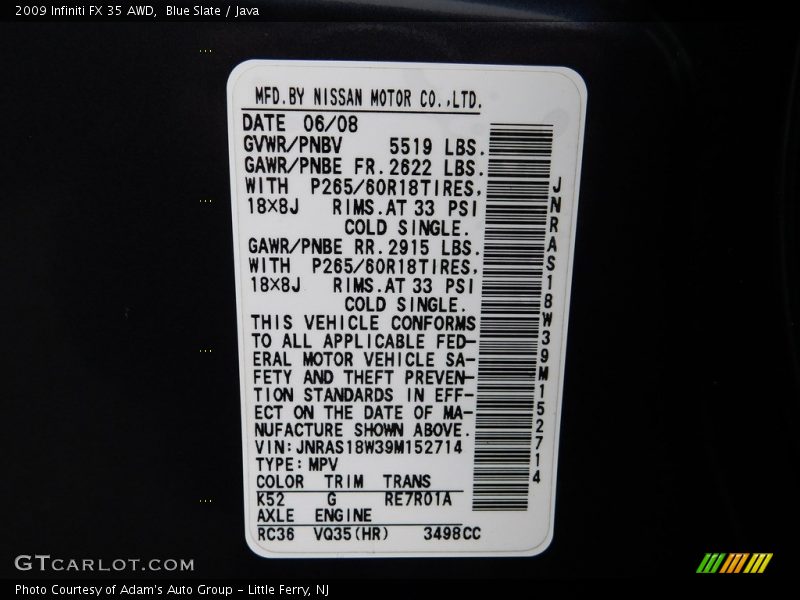 2009 Infiniti FX 35 AWD,  Blue Slate / Java
MFD.BY NISSAN MOTOR CO.,LTD.
DATE 06/08
GVWR/PNBV 5519 LBS.
GAWR/PNBE FR.2622 LBS.
WITH P265/60R18TIRES,
18×8J RIMS.AT 33 PSI
COLD SINGLE.
GAWR/PNBE RR.2915 LBS.
WITH P265/60R18TIRES,
18×8J RIMS.AT 33 PSI
COLD SINGLE.
THIS VEHICLE CONFORMS
TO ALL APPLICABLE FED-
ERAL MOTOR VEHICLE SA-
FETY AND THEFT PREVEN-
TION STANDARDS IN EFF-
ECT ON THE DATE OF MA-
NUFACTURE SHOWN ABOVE.
VIN:JNRAS18W39M152714
TYPE:MPV
COLOR TRIM TRANS
K52 G RE7R01A
AXLE ENGINE
RC36 VQ35(HR) 3498CC
JNRAS18W39M152714
GTCARLOT.COM
Photo Courtesy of Adam's Auto Group - Little Ferry, NJ